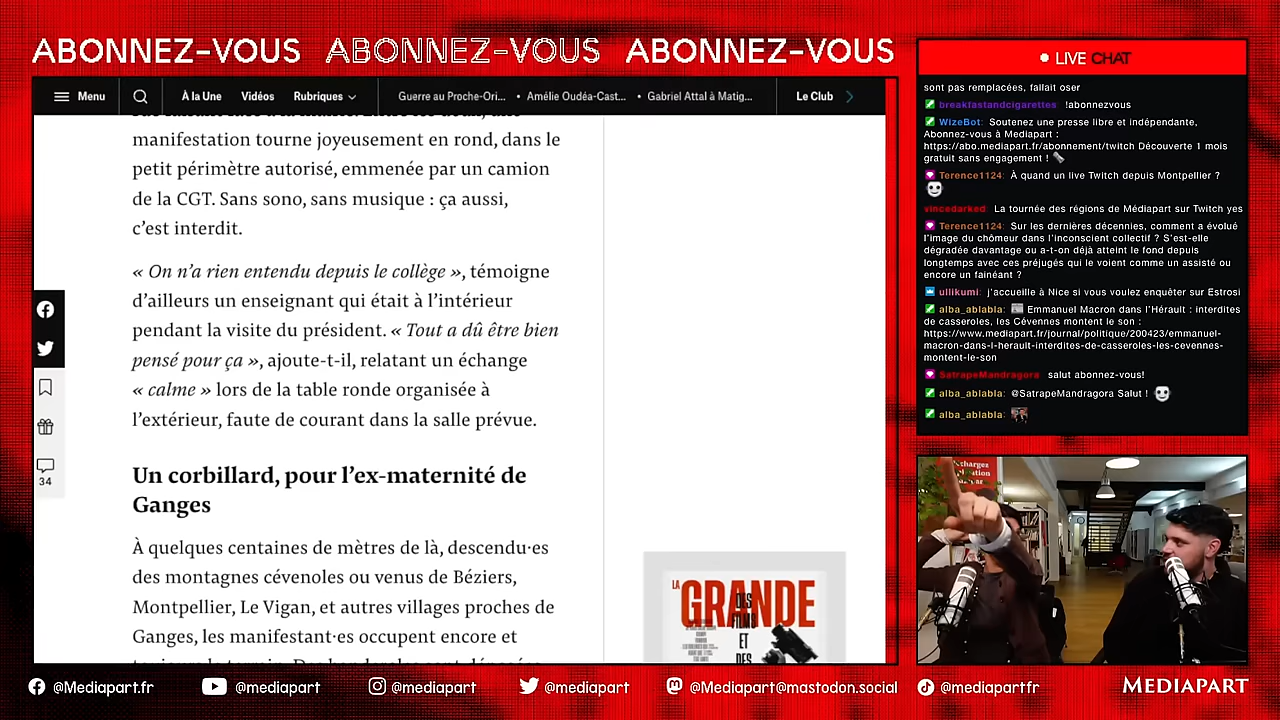 ABONNEZ-VOUS ABONNEZ-VOUS ABONNEZ-VOUS
Menu
À la Une Vidéos Rubriques
Guerre au Proche-Ori... • Amélie Oudéa-Cast... • Gabriel Attal à Matig...
Le Club
manifestation tourne joyeusement en rond, dans le
petit périmètre autorisé, emmenée par un camion
de la CGT. Sans sono, sans musique : ça aussi,
c’est interdit.
« On n’a rien entendu depuis le collège », témoigne
d’ailleurs un enseignant qui était à l’intérieur
pendant la visite du président. « Tout a dû être bien
pensé pour ça », ajoute-t-il, relatant un échange
« calme » lors de la table ronde organisée à
l’extérieur, faute de courant dans la salle prévue.
34
Un corbillard, pour l’ex-maternité de
Ganges
À quelques centaines de mètres de là, descendu·es
des montagnes cévenoles ou venus de Béziers,
Montpellier, Le Vigan, et autres villages proches de
Ganges, les manifestant·es occupent encore et
LA
GRANDE
DES
FILMS
ET
DES
LIVE CHAT
sont pas remplacées, fallait oser
breakfastandcigarettes !abonnezvous
WizeBot: Soutenez une presse libre et indépendante,
Abonnez-vous à Mediapart :
https://abo.mediapart.fr/abonnement/twitch Découverte 1 mois
gratuit sans engagement !
Terence1124: À quand un live Twitch depuis Montpellier ?
vincedarked La tournée des régions de Médiapart sur Twitch yes
Terence1124: Sur les dernières décennies, comment a évolué
l'image du chômeur dans l'inconscient collectif ? S'est-elle
dégradée davantage ou a-t-on déjà atteint le fond depuis
longtemps avec ces préjugés qui le voient comme un assisté ou
encore un fainéant ?
ullikumi: j'accueille à Nice si vous voulez enquêter sur Estrosi
alba_ablabla: Emmanuel Macron dans l'Hérault : interdites
de casseroles, les Cévennes montent le son :
https://www.mediapart.fr/journal/politique/200423/emmanuel-
macron-dans-l-herault-interdites-de-casseroles-les-cevennes-
montent-le-son
SatrapeMandragora salut abonnez-vous!
alba_ablabla: @SatrapeMandragora Salut !
alba_ablabla:
@Mediapart.fr @mediapart @mediapart @mediapart @Mediapart@mastodon.social @mediapartfr MEDIAPART